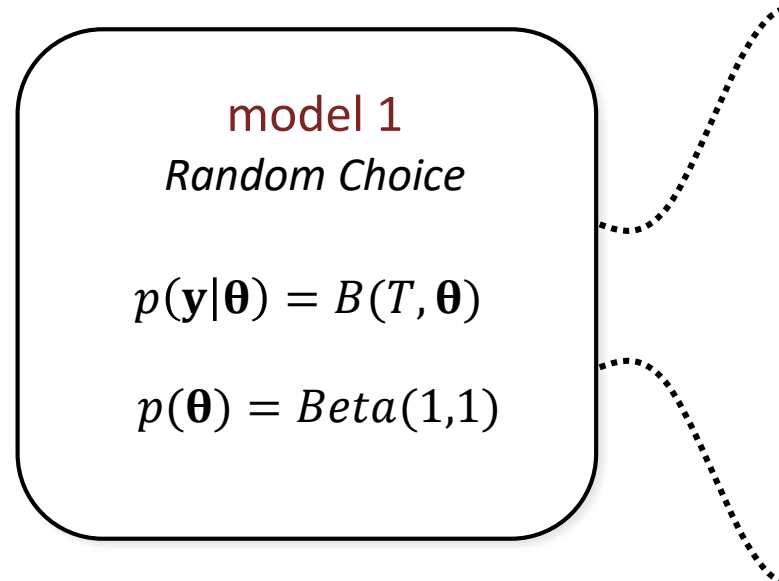 model 1
Random Choice
p(𝐲|𝛉) = B(T, 𝛉)
p(𝛉) = Beta(1,1)